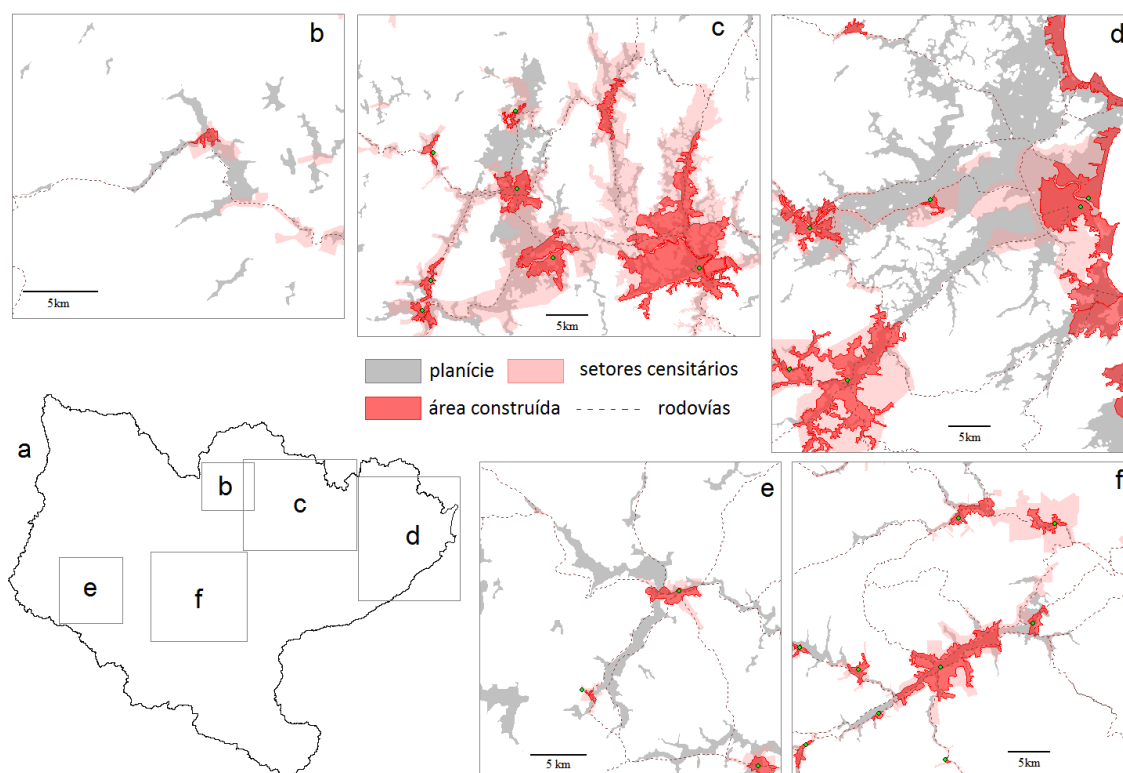 b
5km
c
5km
d
5km
planície
setores censitários
área construída
rodovías
a
b
c
d
e
f
e
5 km
f
5km